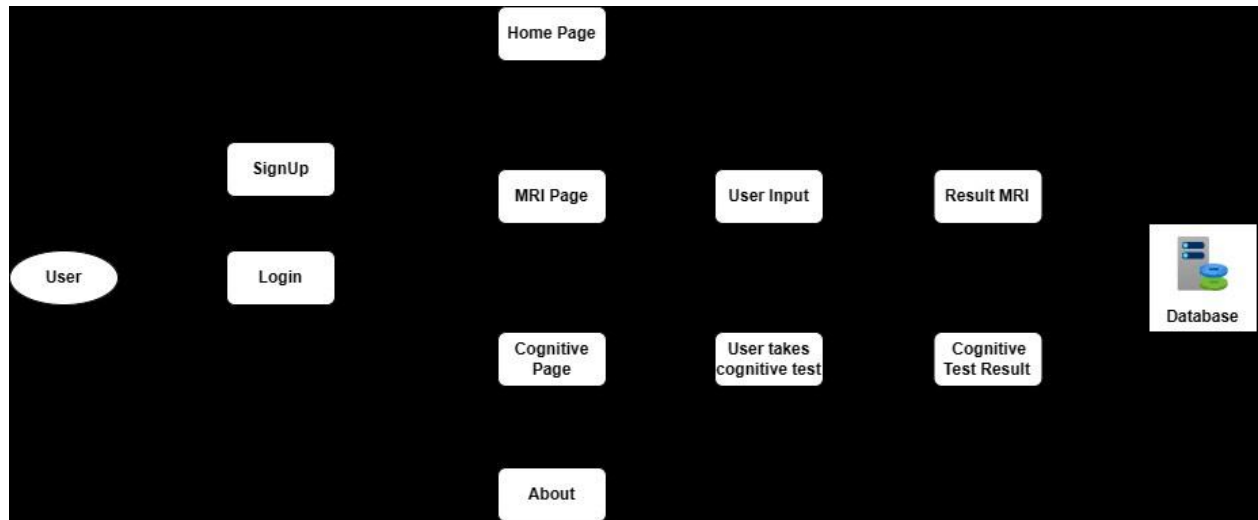 Home Page
SignUp
MRI Page
User Input
Result MRI
User
Login
Database
Cognitive
Page
User takes
cognitive test
Cognitive
Test Result
About